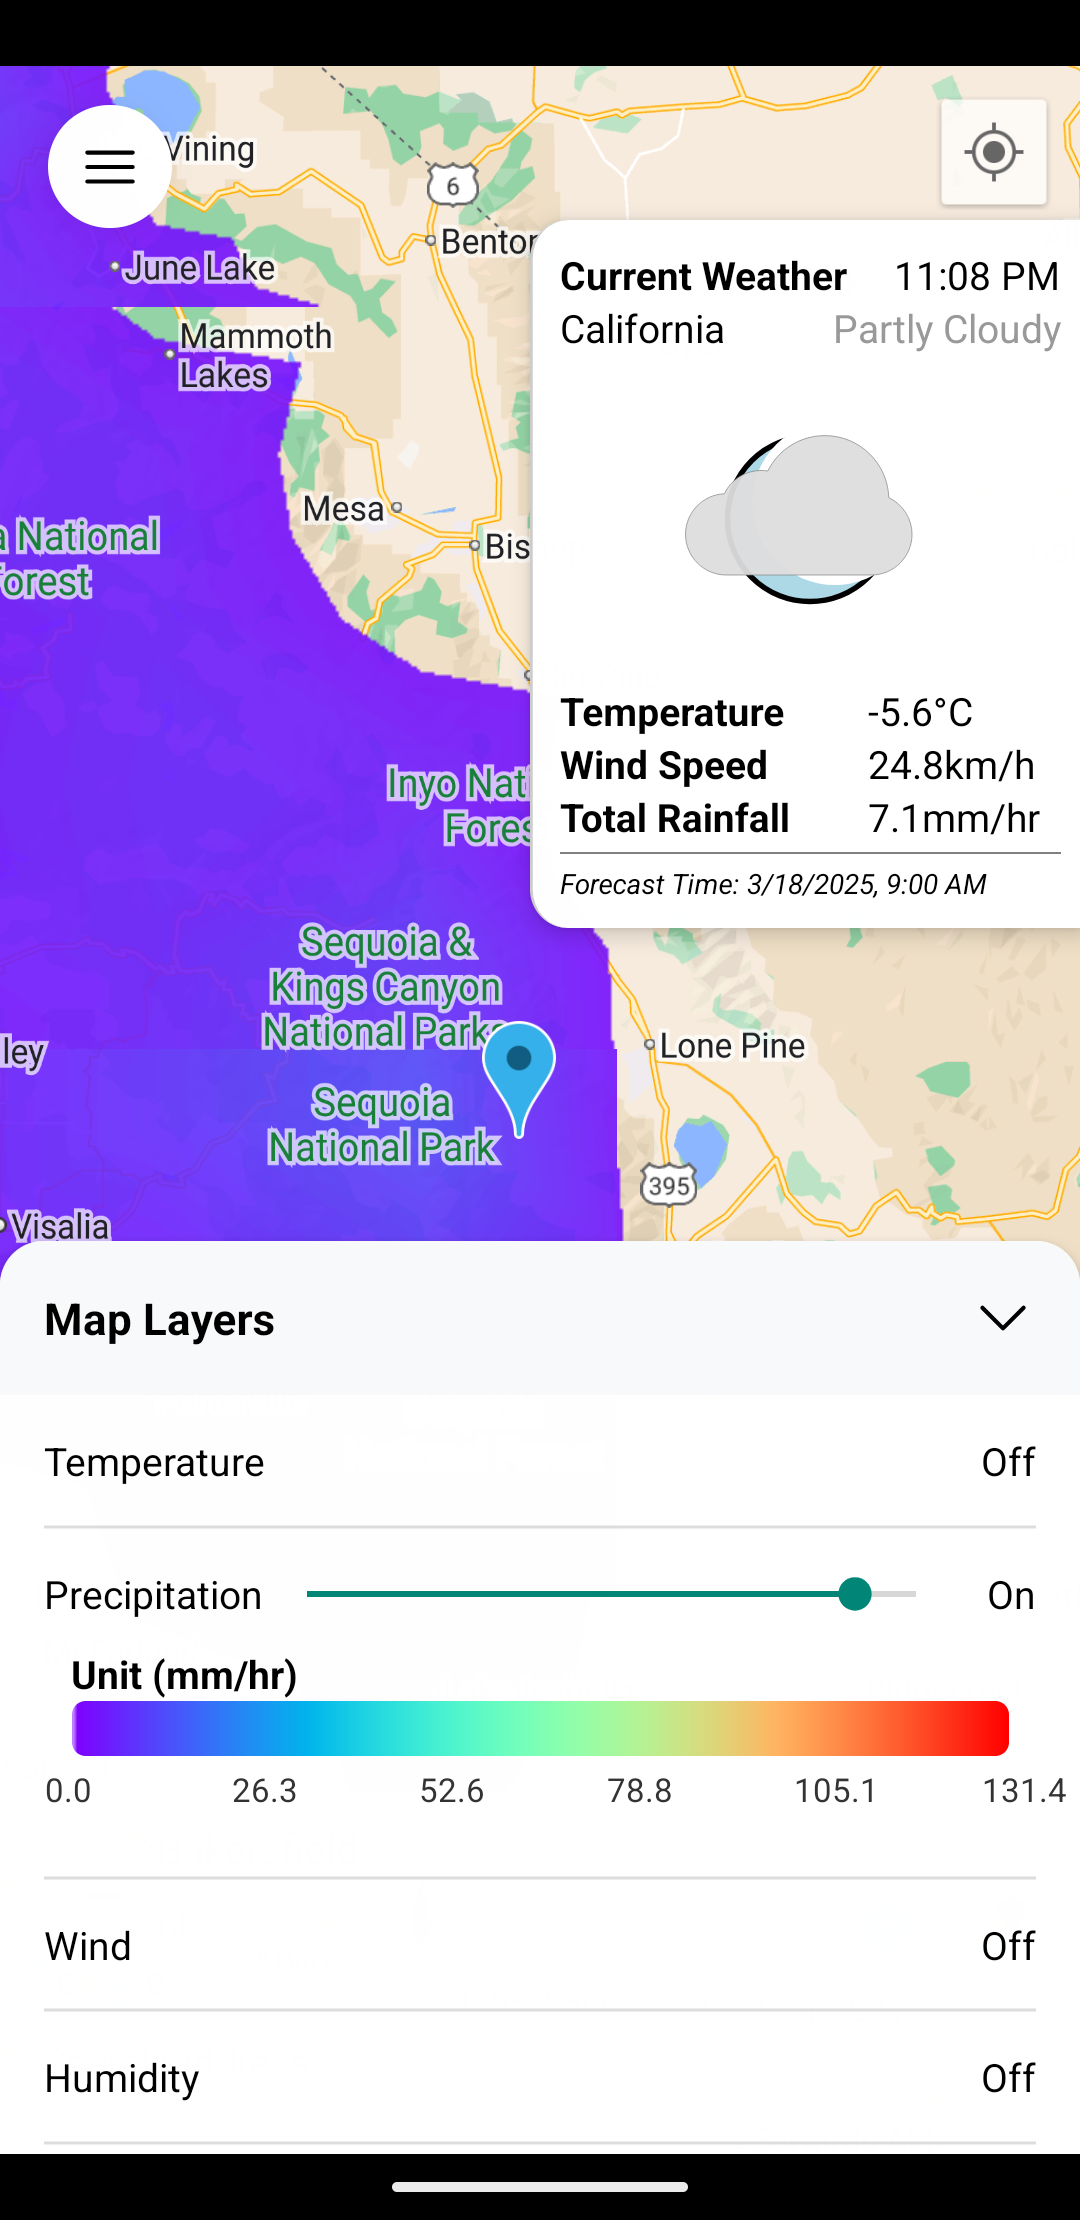 Vining
6
Bentor
June Lake
Current Weather 11:08 PM
California Partly Cloudy
Mammoth
Lakes
Mesa
Bis
a National
orest
Temperature -5.6°C
Wind Speed 24.8km/h
Total Rainfall 7.1mm/hr
Forecast Time: 3/18/2025, 9:00 AM
Inyo Nati
Fores
Sequoia &
Kings Canyon
National Parks
ley
Lone Pine
Sequoia
National Park
395
Visalia
Map Layers
Temperature Off
Precipitation On
Unit (mm/hr)
0.0 26.3 52.6 78.8 105.1 131.4
Wind Off
Humidity Off